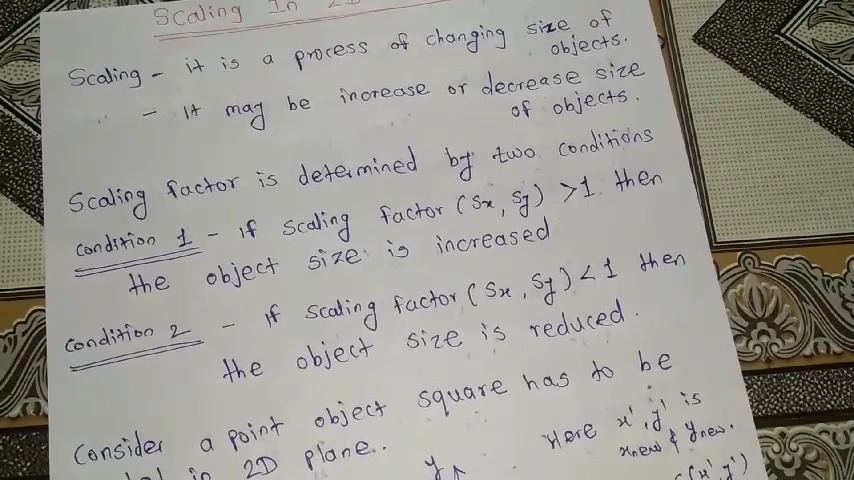 Scaling In 2D
Scaling - it is a process of changing size of
objects.
- It may be increase or decrease size
of objects.
Scaling factor is determined by two conditions
Condition 1 - if scaling factor (Sx, Sy) >1 then
the object size is increased
Condition 2 - if scaling factor (Sx, Sy) < 1 then
the object size is reduced.
Consider a point object square has to be
in 2D plane.
Here x', y' is
xnew & ynew.
y
(x', y')